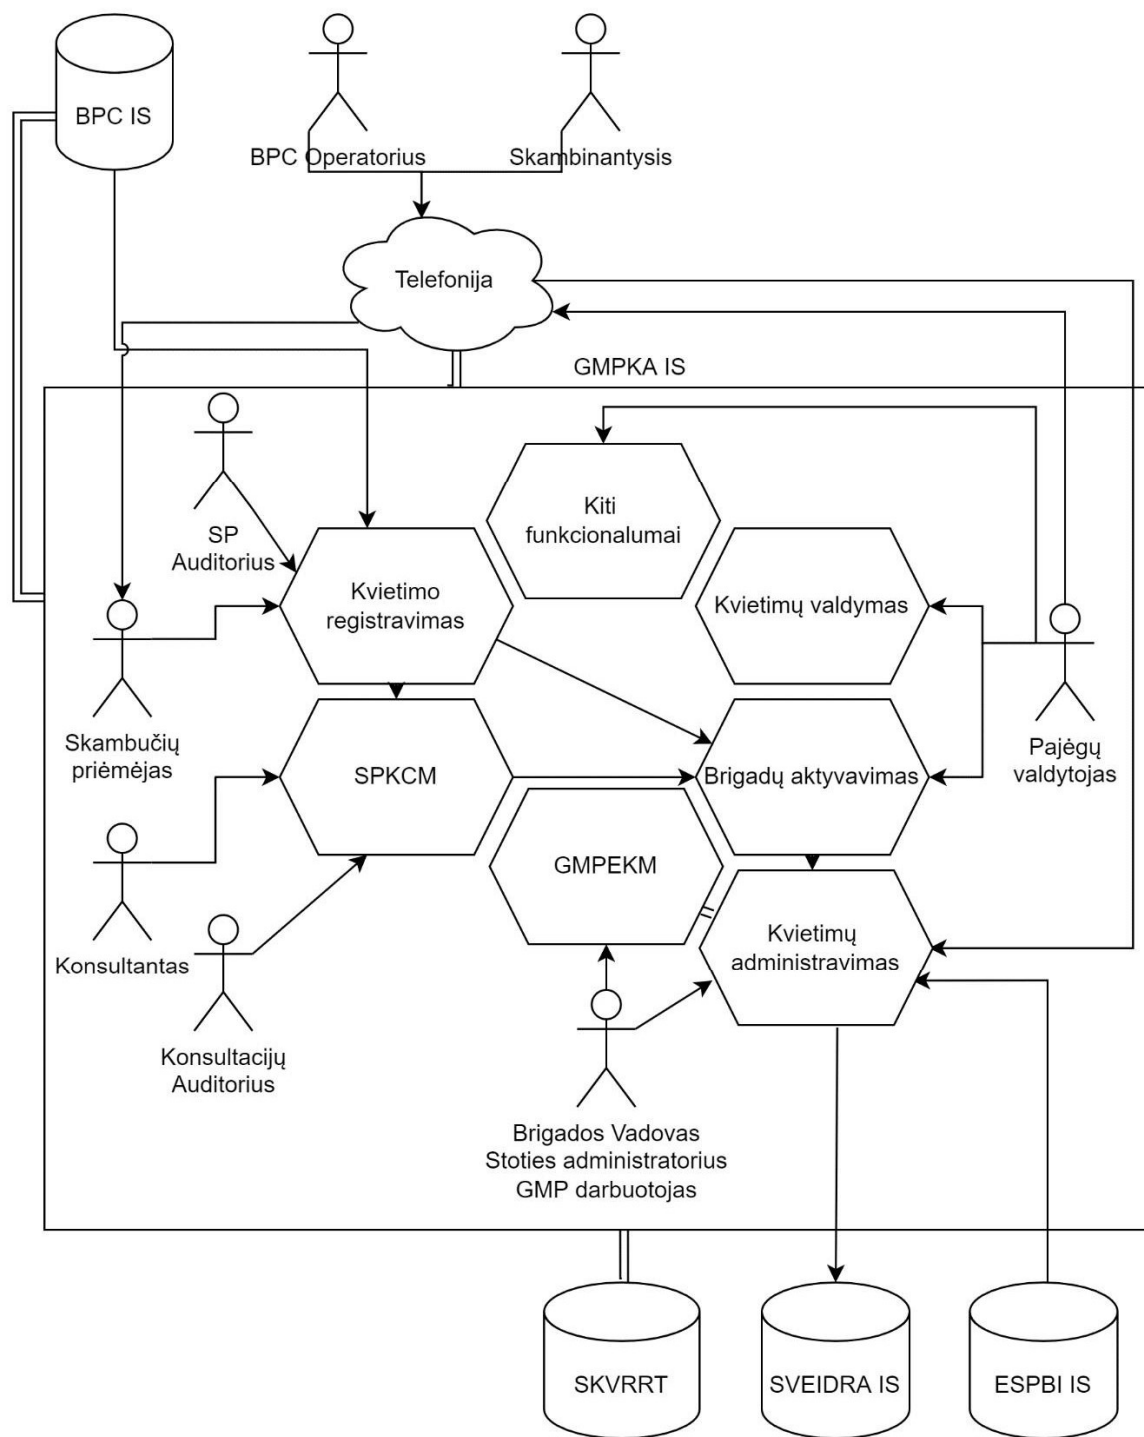 BPC IS
BPC Operatorius
Skambinantysis
Telefonija
GMPKA IS
SP
Auditorius
Kiti
funkcionalumai
Kvietimo
registravimas
Kvietimų valdymas
Skambučių
priėmėjas
SPKCM
Brigadų aktyvavimas
Pajėgų
valdytojas
GMPEKM
Konsultantas
Kvietimų
administravimas
Konsultacijų
Auditorius
Brigados Vadovas
Stoties administratorius
GMP darbuotojas
SKVRRT
SVEIDRA IS
ESPBI IS